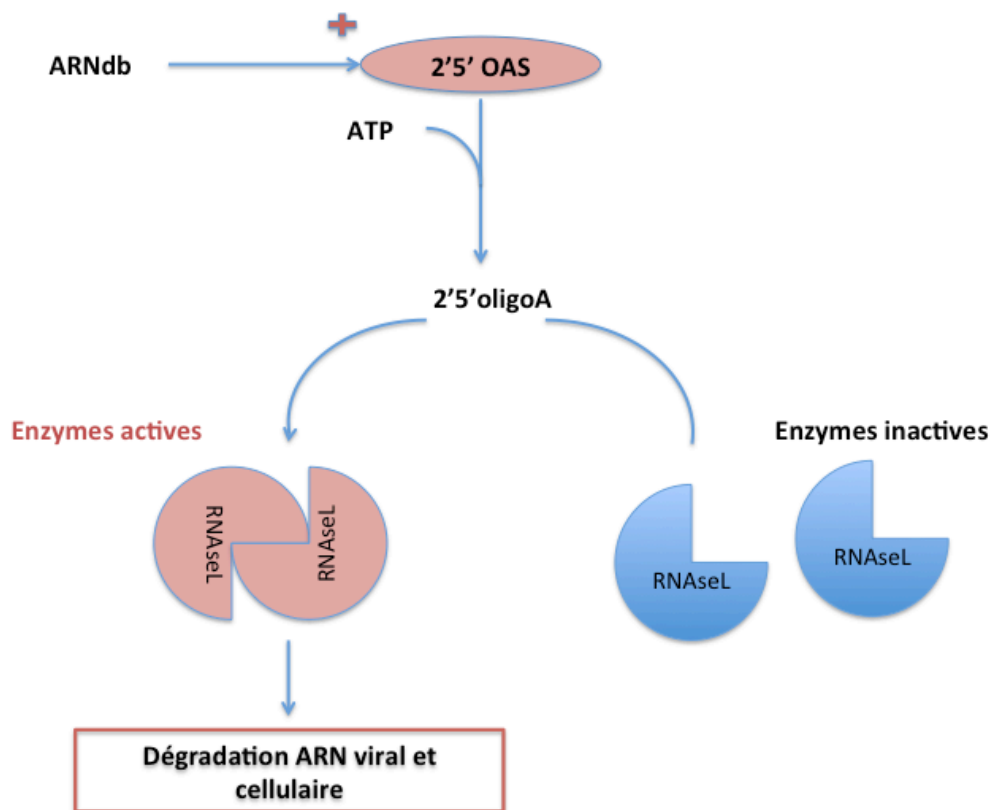 ARNdb
2’5’ OAS
ATP
2’5’oligoA
Enzymes actives
Enzymes inactives
RNAseL
RNAseL
RNAseL
RNAseL
Dégradation ARN viral et
cellulaire